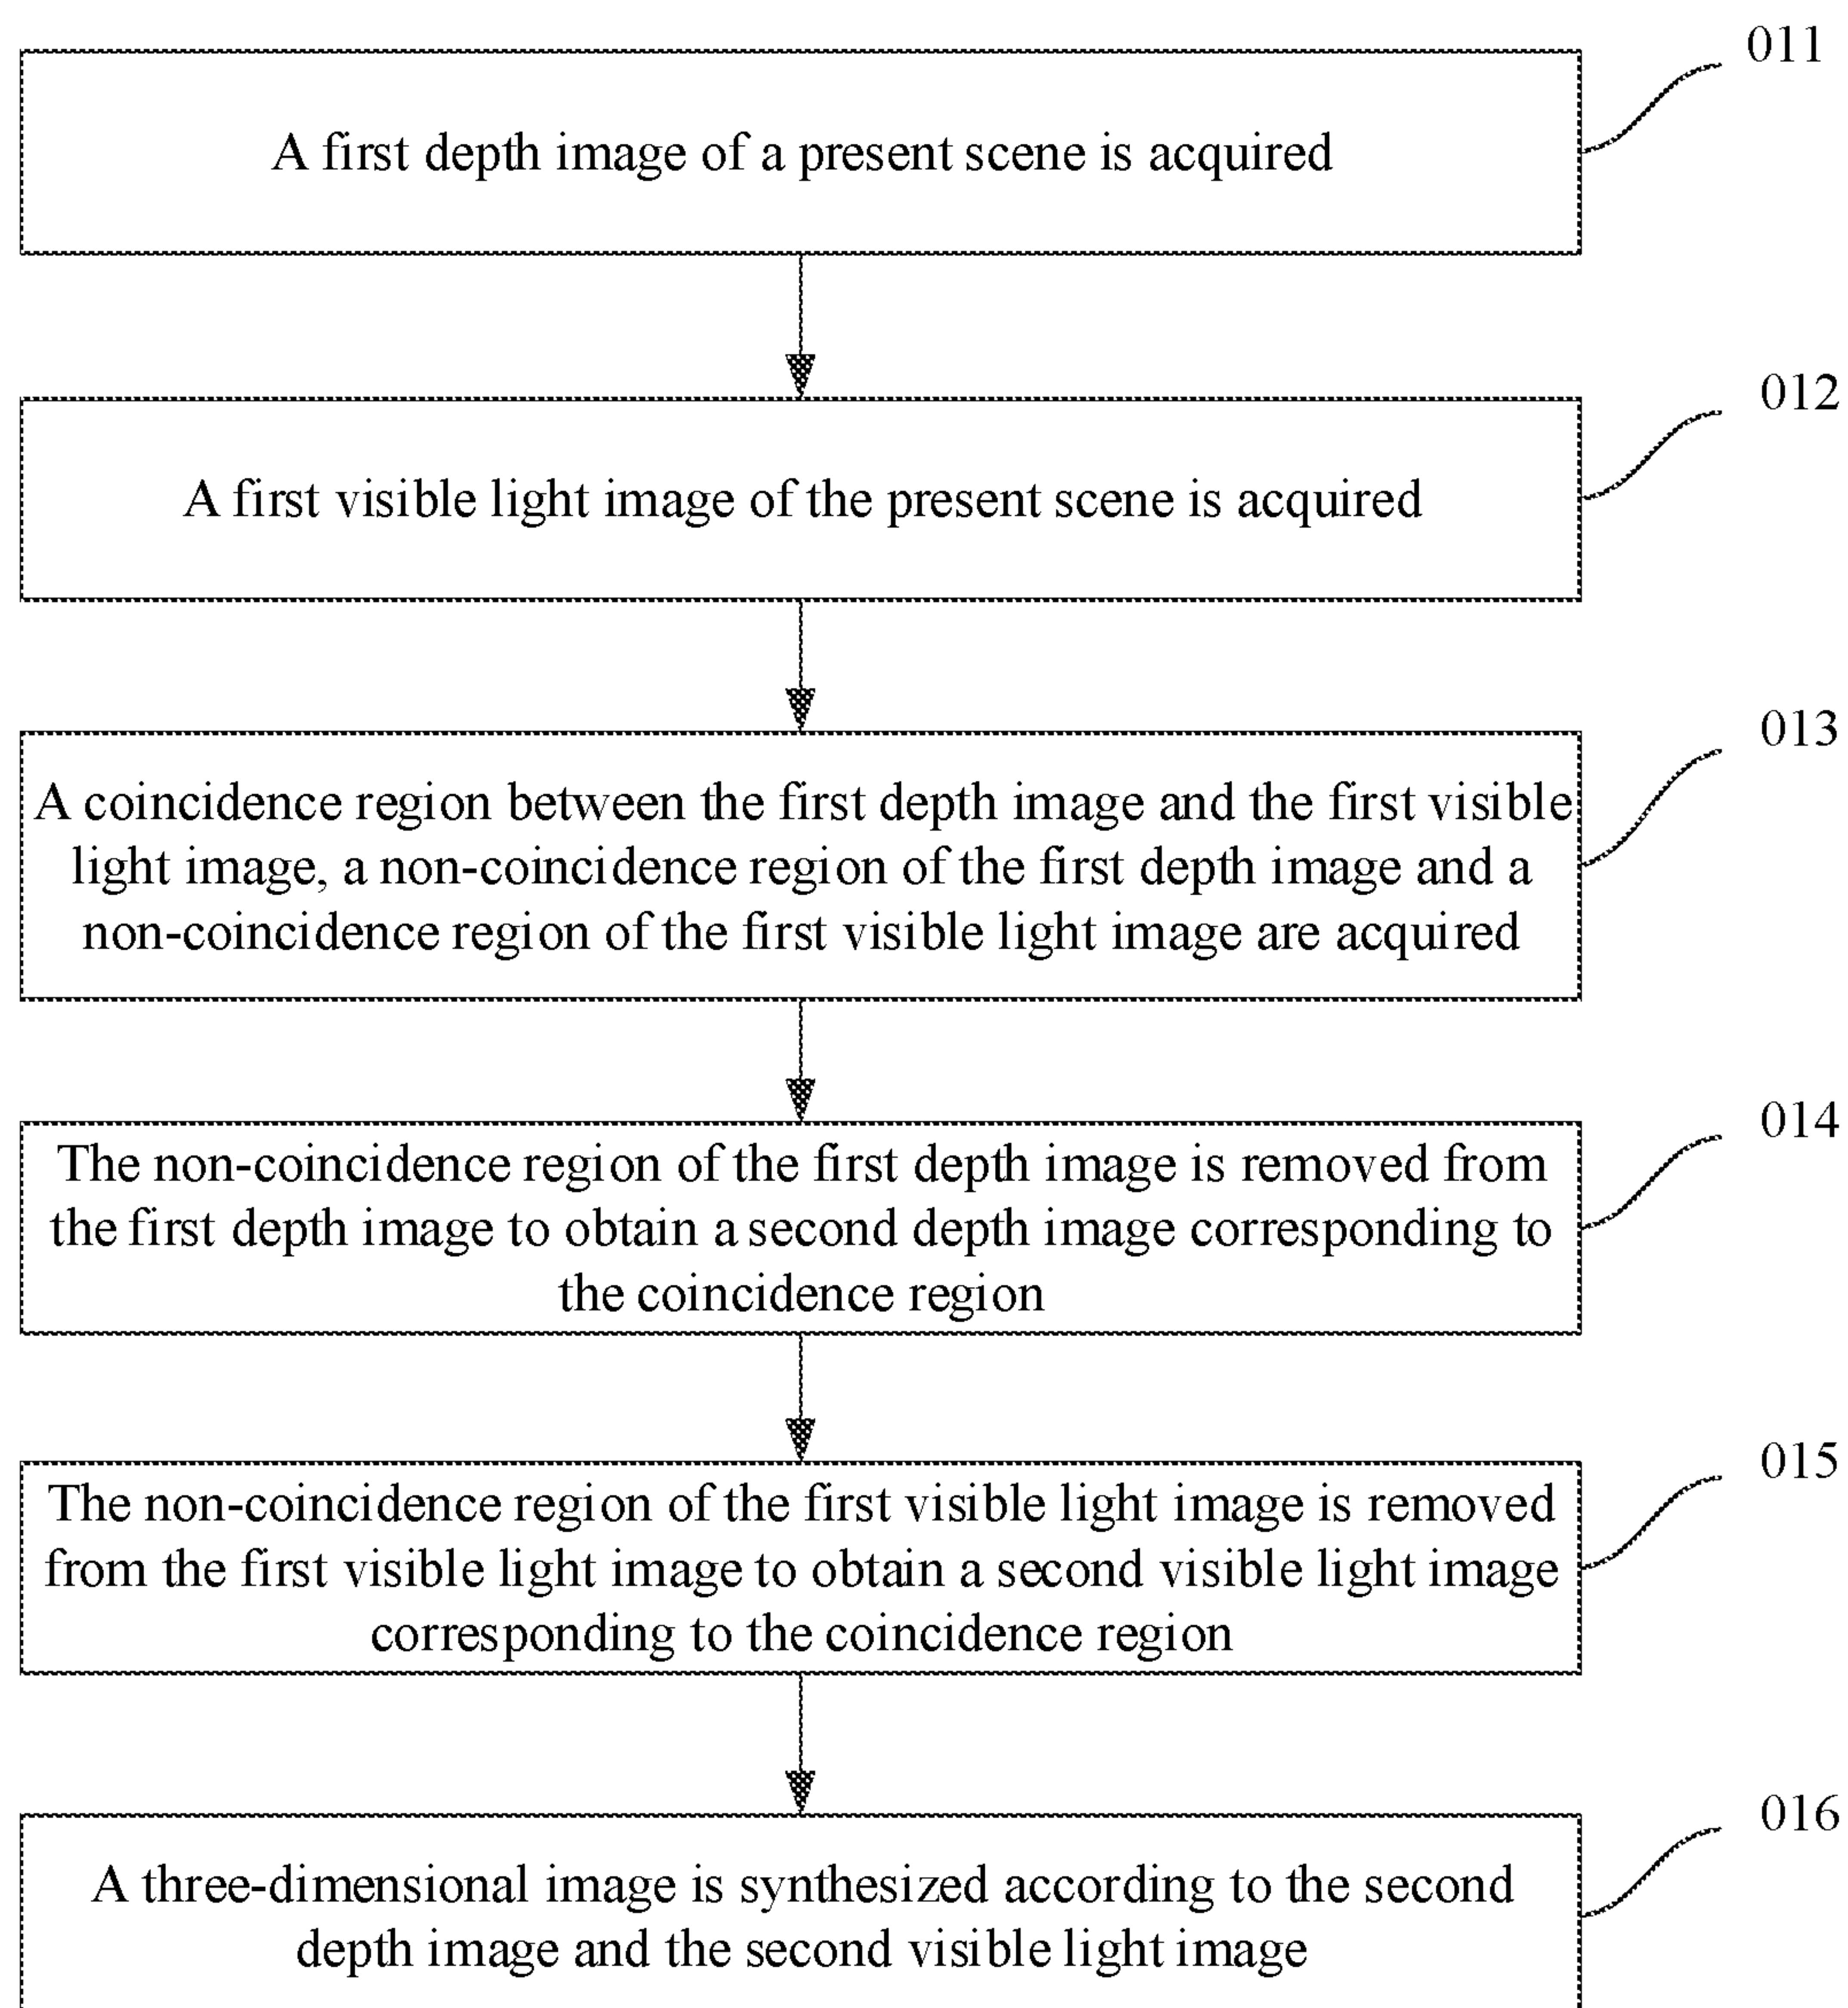 011
A first depth image of a present scene is acquired
012
A first visible light image of the present scene is acquired
013
A coincidence region between the first depth image and the first visible
light image, a non-coincidence region of the first depth image and a
non-coincidence region of the first visible light image are acquired
014
The non-coincidence region of the first depth image is removed from
the first depth image to obtain a second depth image corresponding to
the coincidence region
015
The non-coincidence region of the first visible light image is removed
from the first visible light image to obtain a second visible light image
corresponding to the coincidence region
016
A three-dimensional image is synthesized according to the second
depth image and the second visible light image